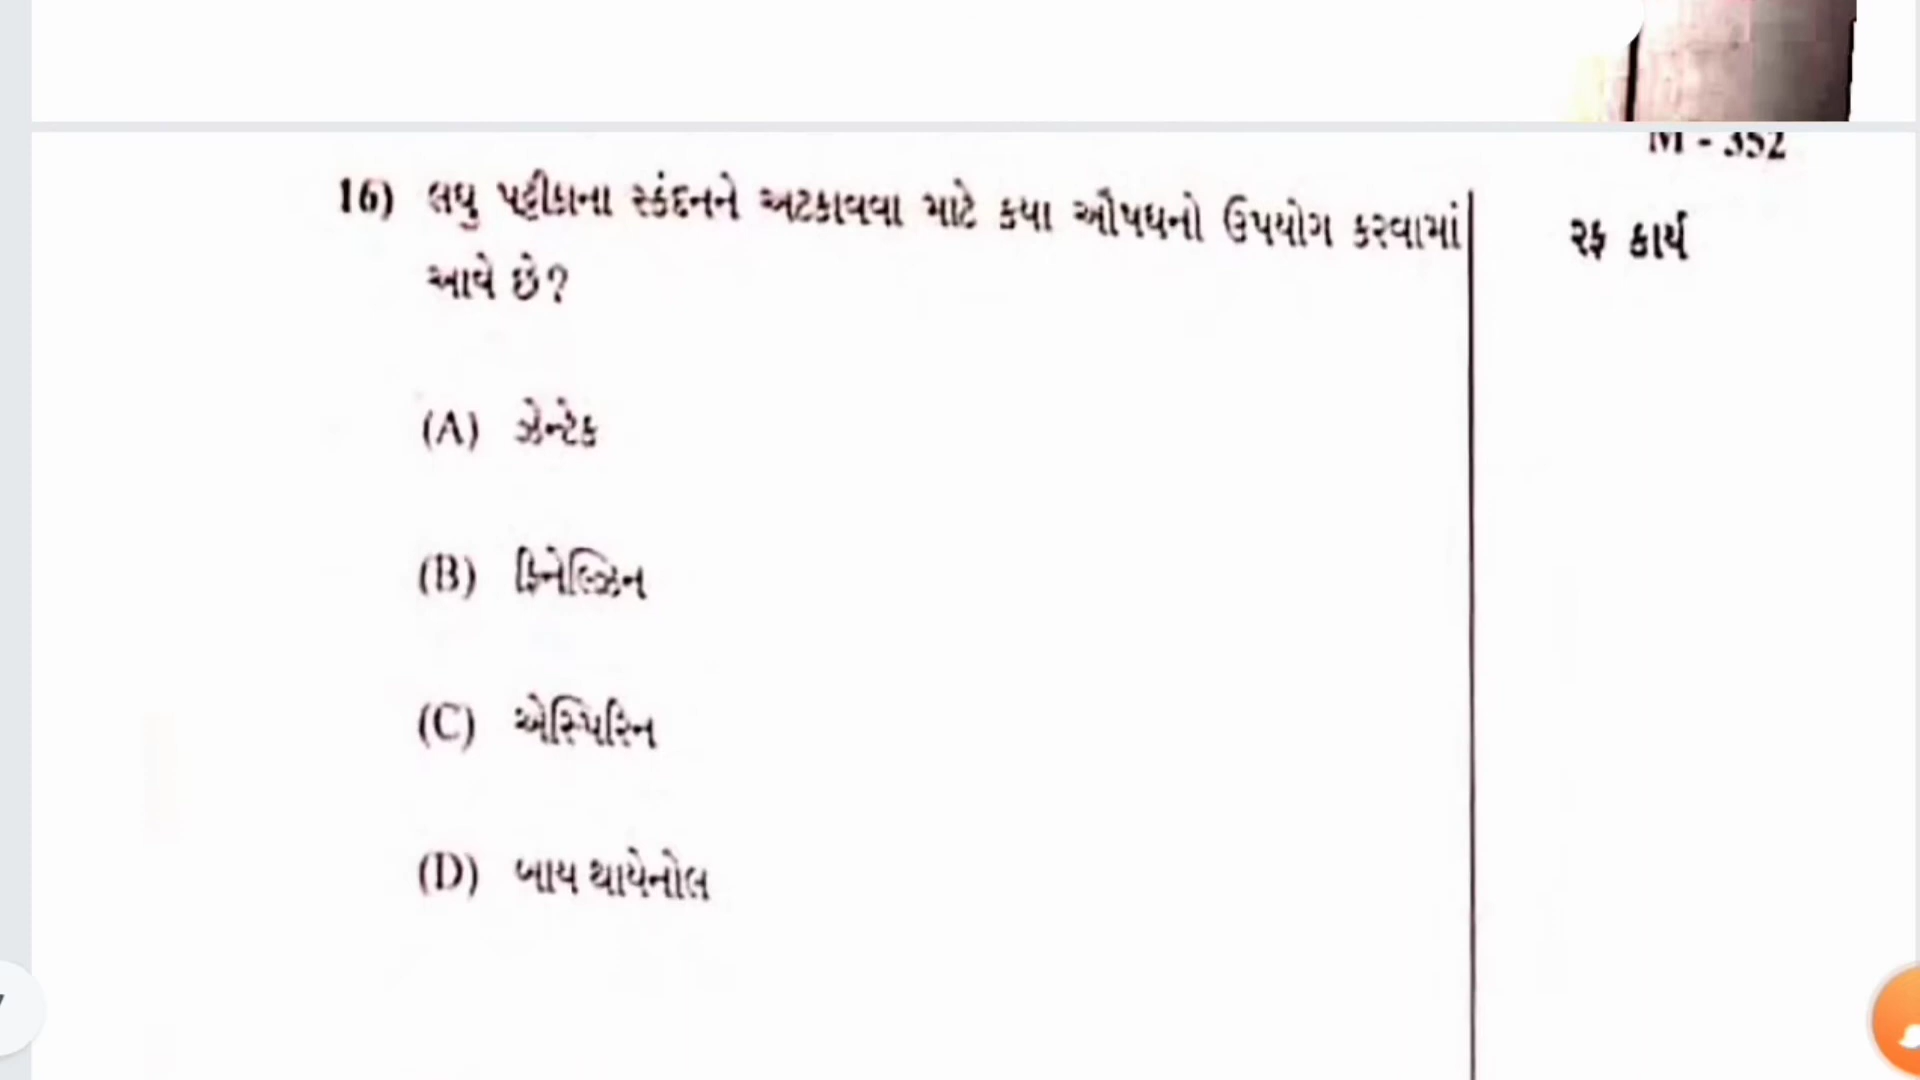 M - 352
16) લઘુ પટ્ટીકાના સ્કંદનને અટકાવવા માટે કયા ઔષધનો ઉપયોગ કરવામાં
આવે છે?
રફ કાર્ય
(A) ઝેન્ટેક
(B) ફિનેલ્ઝિન
(C) એસ્પિરિન
(D) બાય થાયેનોલ